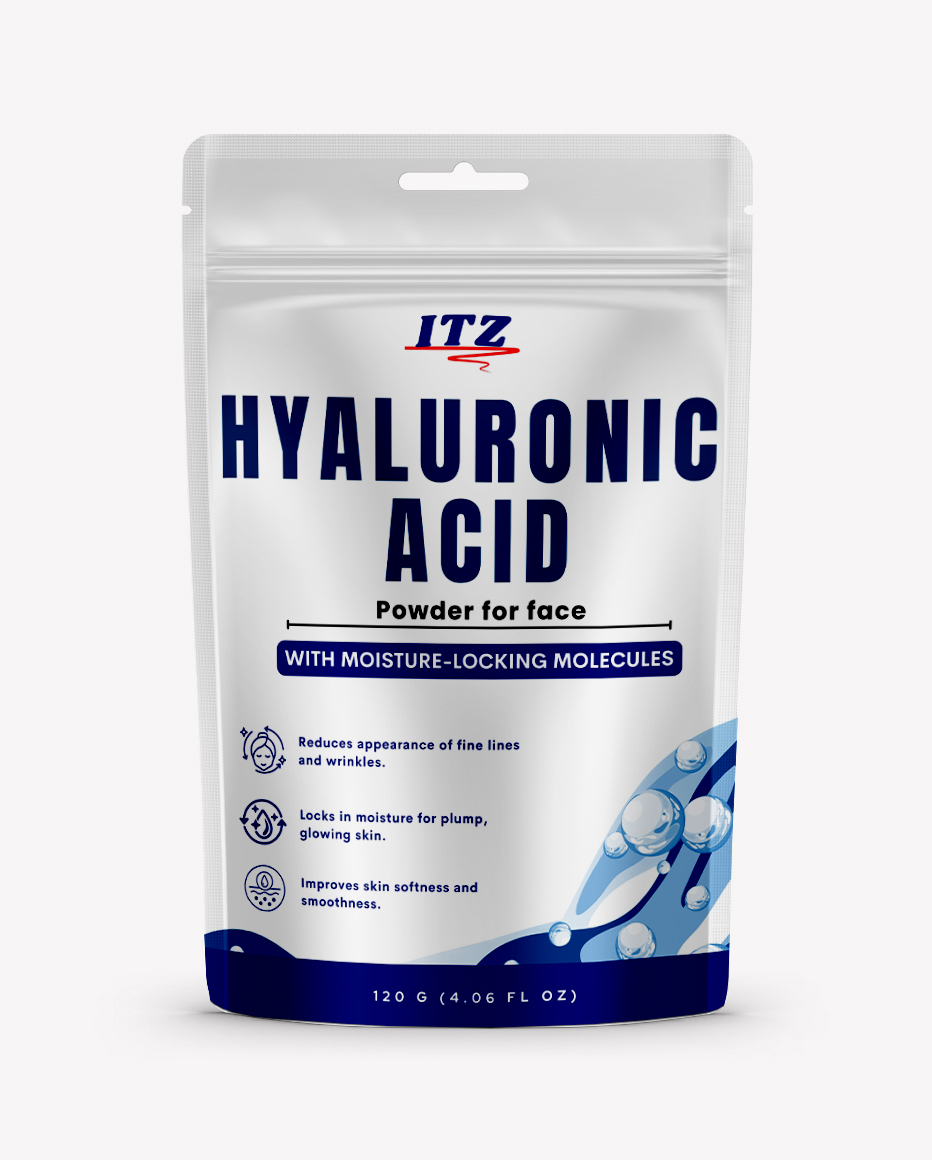 ITZ
HYALURONIC
ACID
Powder for face
WITH MOISTURE-LOCKING MOLECULES
Reduces appearance of fine lines
and wrinkles.
Locks in moisture for plump,
glowing skin.
Improves skin softness and
smoothness.
120 G (4.06 FL OZ)